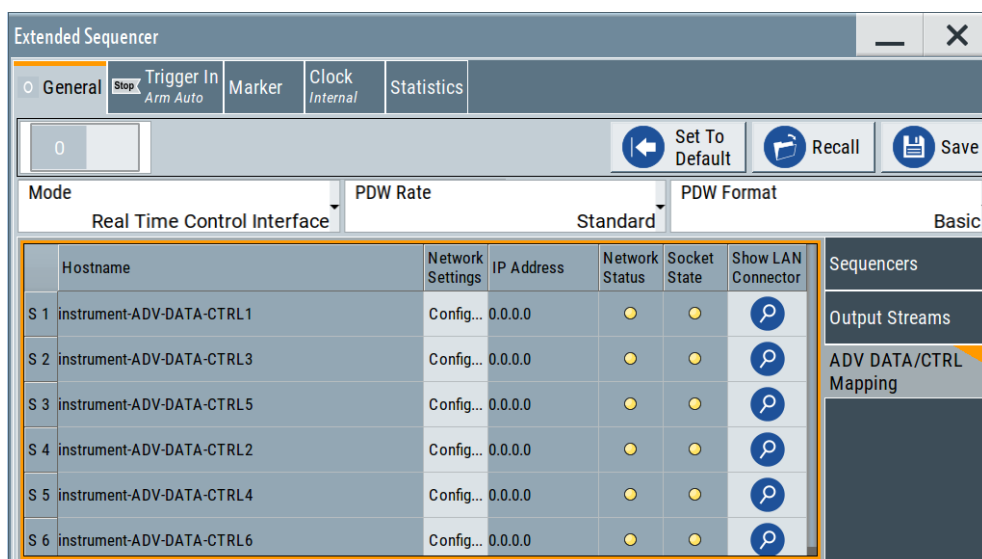 Extended Sequencer
0 General
Stop Trigger In
Arm Auto
Marker
Clock
Internal
Statistics
0
Set To
Default
Recall
Save
Mode
Real Time Control Interface
PDW Rate
Standard
PDW Format
Basic
Hostname
Network
Settings
IP Address
Network
Status
Socket
State
Show LAN
Connector
S 1 instrument-ADV-DATA-CTRL1 Config... 0.0.0.0
S 2 instrument-ADV-DATA-CTRL3 Config... 0.0.0.0
S 3 instrument-ADV-DATA-CTRL5 Config... 0.0.0.0
S 4 instrument-ADV-DATA-CTRL2 Config... 0.0.0.0
S 5 instrument-ADV-DATA-CTRL4 Config... 0.0.0.0
S 6 instrument-ADV-DATA-CTRL6 Config... 0.0.0.0
Sequencers
Output Streams
ADV DATA/CTRL
Mapping